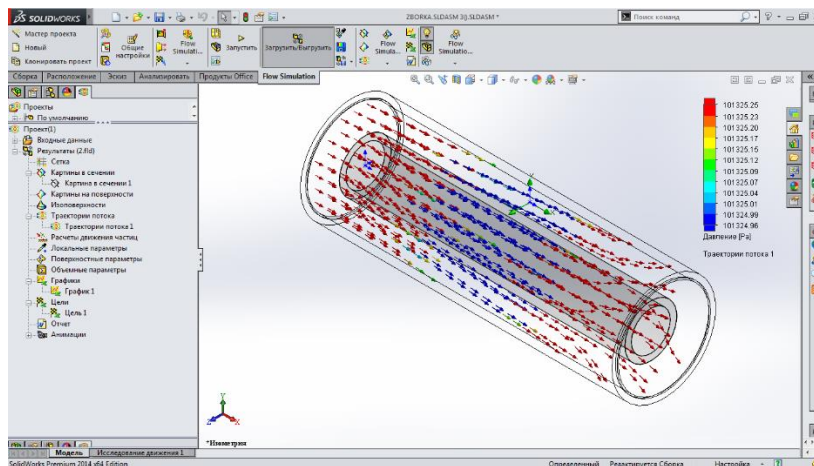 SOLIDWORKS
ZBORKA.SLDASM 3).SLDASM *
Поиск команд
Мастер проекта
Новый
Клонировать проект
Общие настройки
Flow Simulati...
Запустить
Загрузить/Выгрузить
Flow Simula...
Flow Simulatio...
Сборка
Расположение
Эскиз
Анализировать
Продукты Office
Flow Simulation
Проекты
По умолчанию
Проект(1)
Входные данные
Результаты (2.fld)
Сетка
Картины в сечении
Картина в сечении 1
Картины на поверхности
Изоповерхности
Траектории потока
Траектории потока 1
Расчеты движения частиц
Локальные параметры
Поверхностные параметры
Объемные параметры
Графики
График 1
Цели
Цель 1
Отчет
Анимации
101325.26
101325.23
101325.20
101325.17
101325.16
101325.12
101325.09
101325.07
101325.04
101325.01
101324.99
101324.96
Давление [Pa]
Траектории потока 1
*Изометрия
Модель
Исследование движения 1
SolidWorks Premium 2014 x64 Edition
Определенный
Редактируется Сборка
Настройка